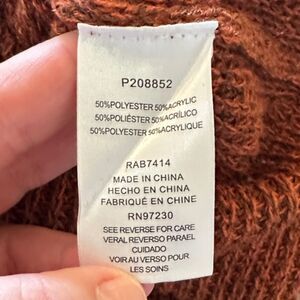 P208852
50%POLYESTER 50%ACRYLIC
50%POLIÉSTER 50%ACRÍLICO
50%POLYESTER 50%ACRYLIQUE
RAB7414
MADE IN CHINA
HECHO EN CHINA
FABRIQUÉ EN CHINE
RN97230
SEE REVERSE FOR CARE
VERAL REVERSO PARAEL
CUIDADO
VOIR AU VERSO POUR
LES SOINS